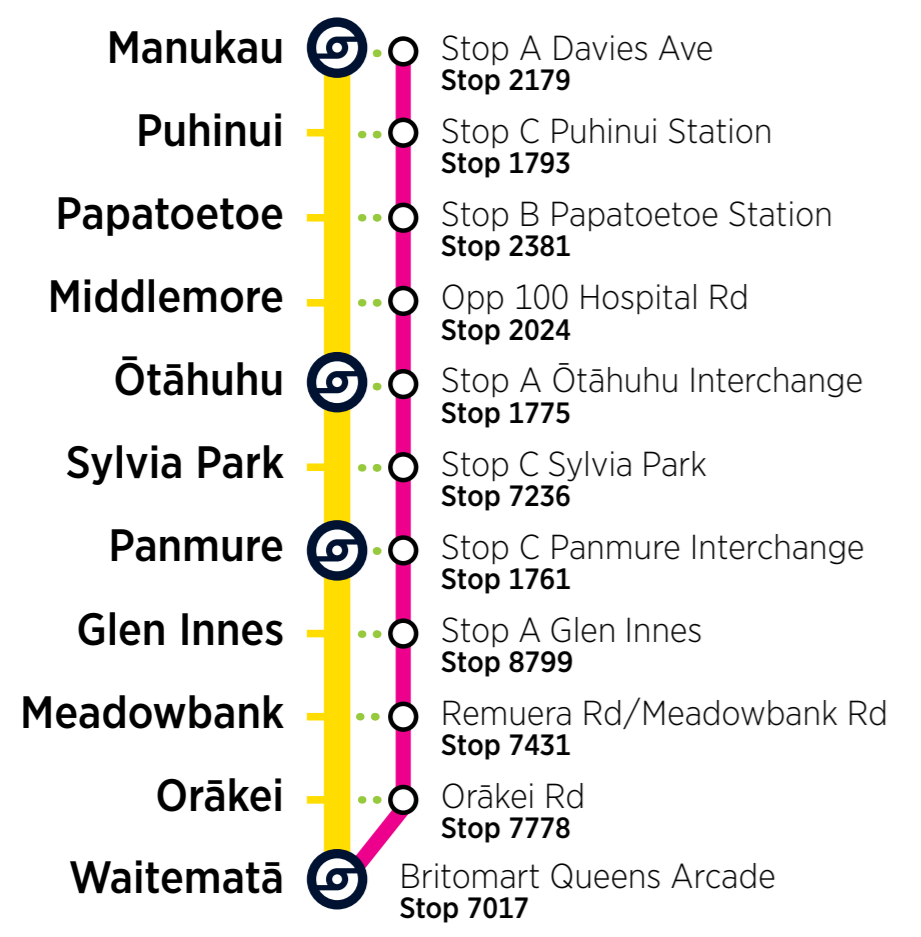 Manukau
Stop A Davies Ave
Stop 2179
Puhinui
Stop C Puhinui Station
Stop 1793
Papatoetoe
Stop B Papatoetoe Station
Stop 2381
Middlemore
Opp 100 Hospital Rd
Stop 2024
Ōtāhuhu
Stop A Ōtāhuhu Interchange
Stop 1775
Sylvia Park
Stop C Sylvia Park
Stop 7236
Panmure
Stop C Panmure Interchange
Stop 1761
Glen Innes
Stop A Glen Innes
Stop 8799
Meadowbank
Remuera Rd/Meadowbank Rd
Stop 7431
Orākei
Orākei Rd
Stop 7778
Waitematā
Britomart Queens Arcade
Stop 7017